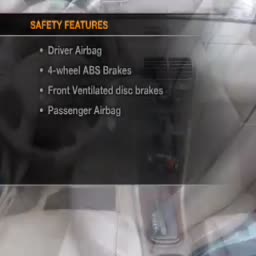 SAFETY FEATURES
• Driver Airbag
• 4-wheel ABS Brakes
• Front Ventilated disc brakes
• Passenger Airbag